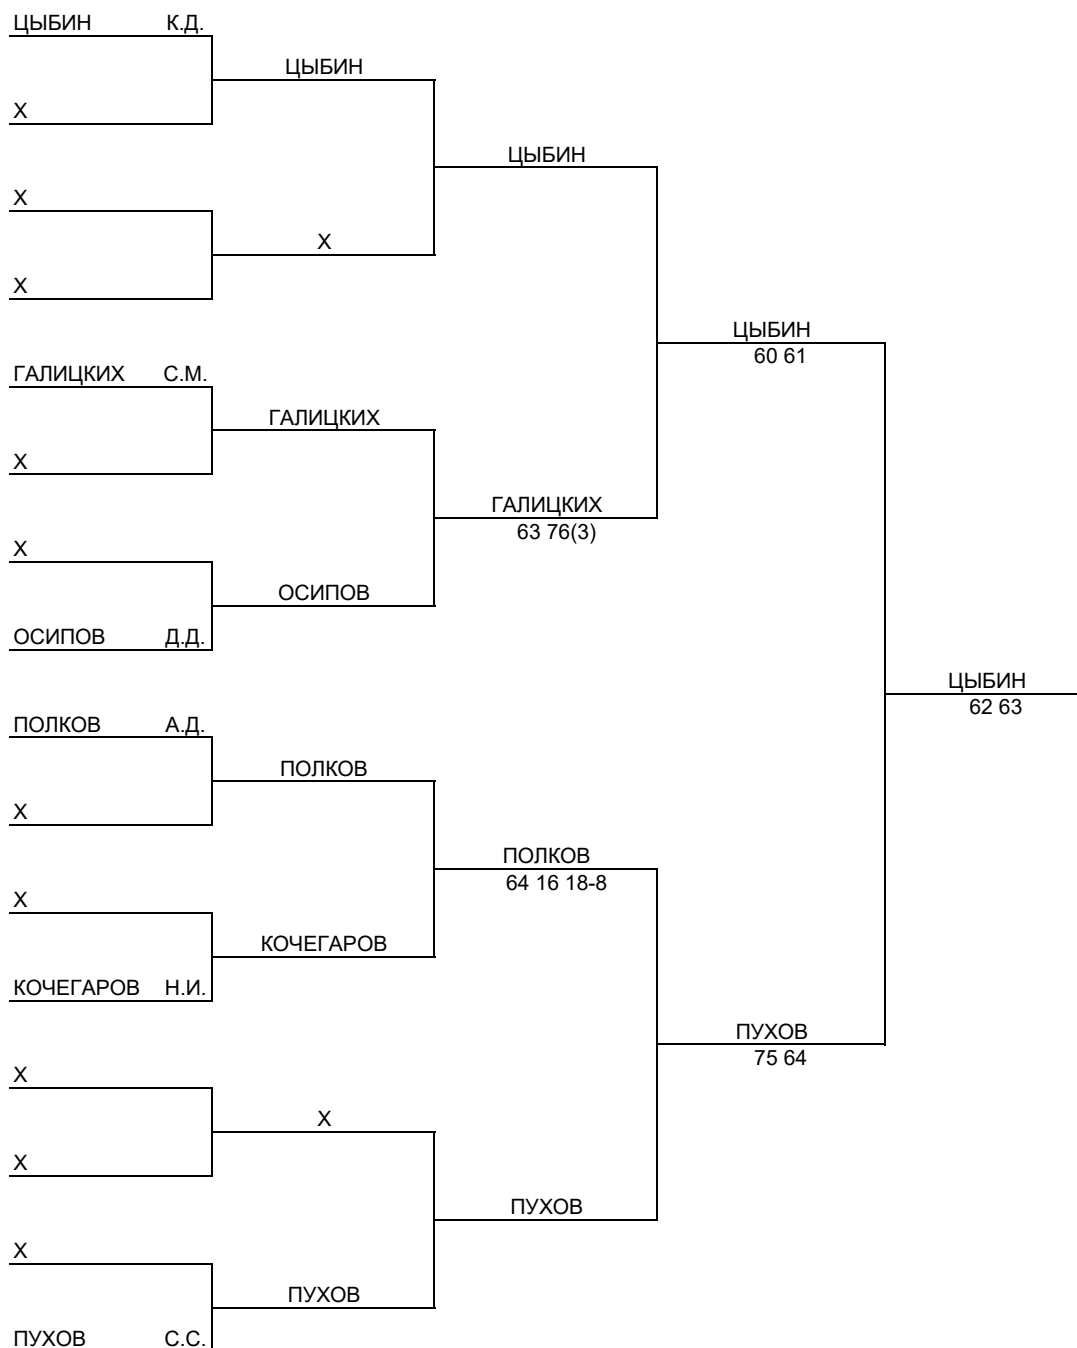 ЦЫБИН К.Д.
ЦЫБИН
X
ЦЫБИН
X
X
X
ЦЫБИН
60 61
ГАЛИЦКИХ С.М.
ГАЛИЦКИХ
X
ГАЛИЦКИХ
63 76(3)
X
ОСИПОВ
ОСИПОВ Д.Д.
ЦЫБИН
62 63
ПОЛКОВ А.Д.
ПОЛКОВ
X
ПОЛКОВ
64 16 18-8
X
КОЧЕГАРОВ
КОЧЕГАРОВ Н.И.
ПУХОВ
75 64
X
X
X
ПУХОВ
X
ПУХОВ
ПУХОВ С.С.